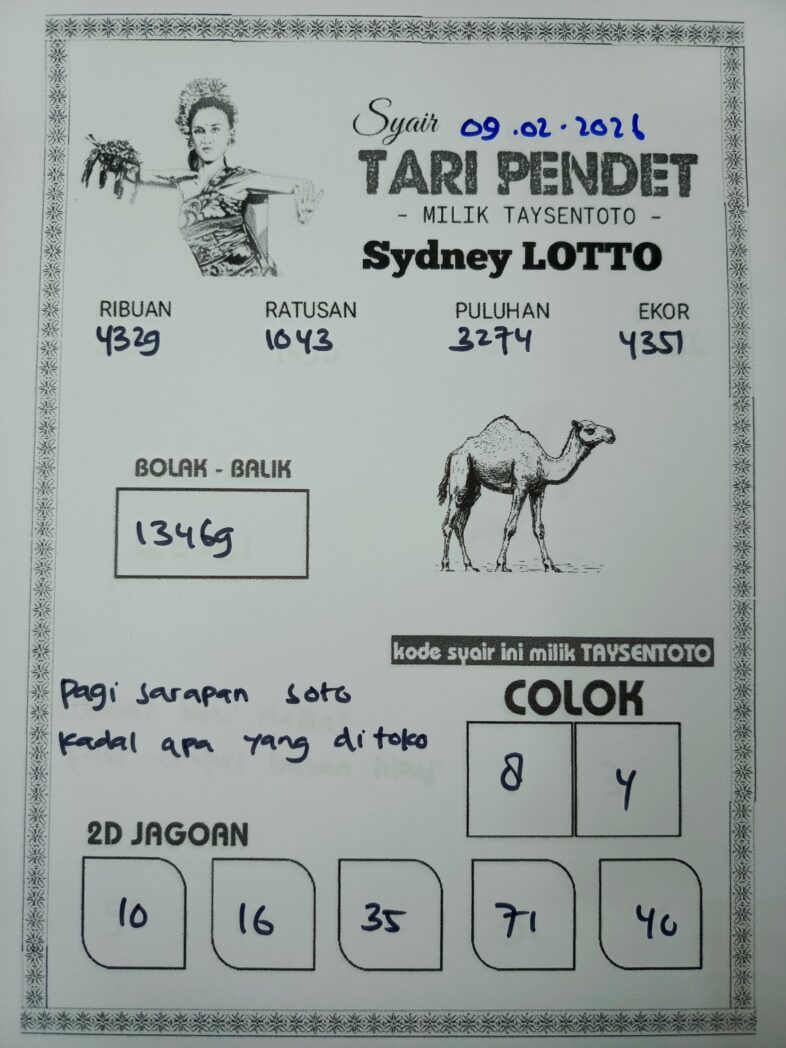 Syair 09.02.2026
TARI PENDET
- MILIK TAYSENTOTO -
Sydney LOTTO
RIBUAN RATUSAN PULUHAN EKOR
4329 1043 3274 4351
BOLAK - BALIK
13469
kode syair ini milik TAYSENTOTO
Pagi sarapan soto
kadal apa yang di toko
COLOK
8 4
2D JAGOAN
10 16 35 71 40